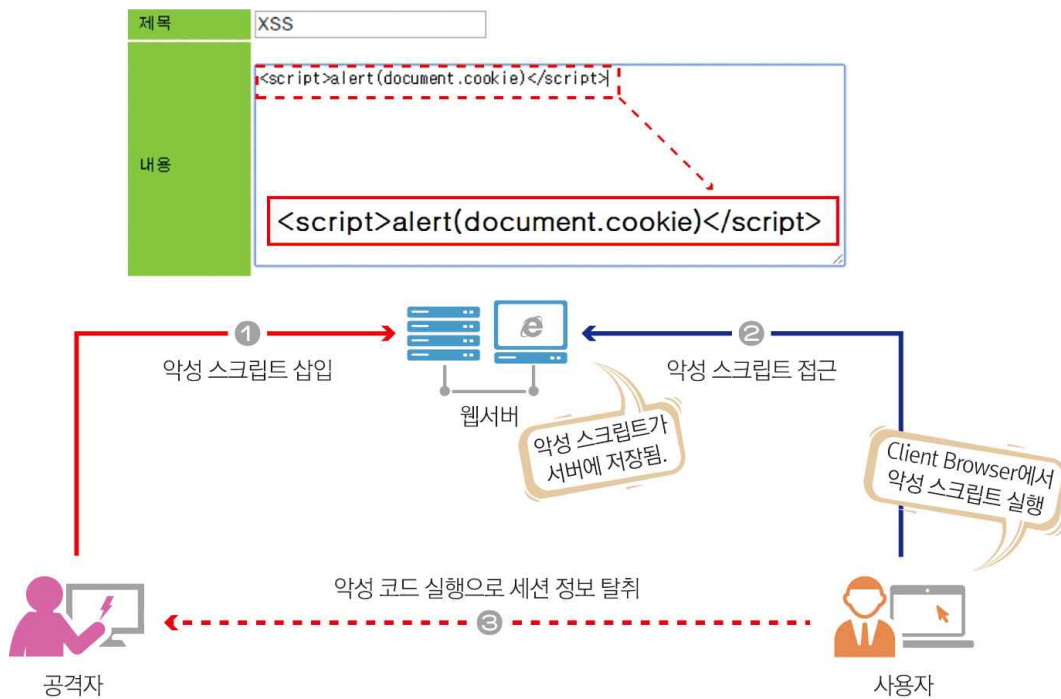 제목
XSS
내용
<script>alert(document.cookie)</script>
<script>alert(document.cookie)</script>
1
악성 스크립트 삽입
2
악성 스크립트 접근
웹서버
악성 스크립트가
서버에 저장됨.
Client Browser에서
악성 스크립트 실행
악성 코드 실행으로 세션 정보 탈취
3
공격자
사용자